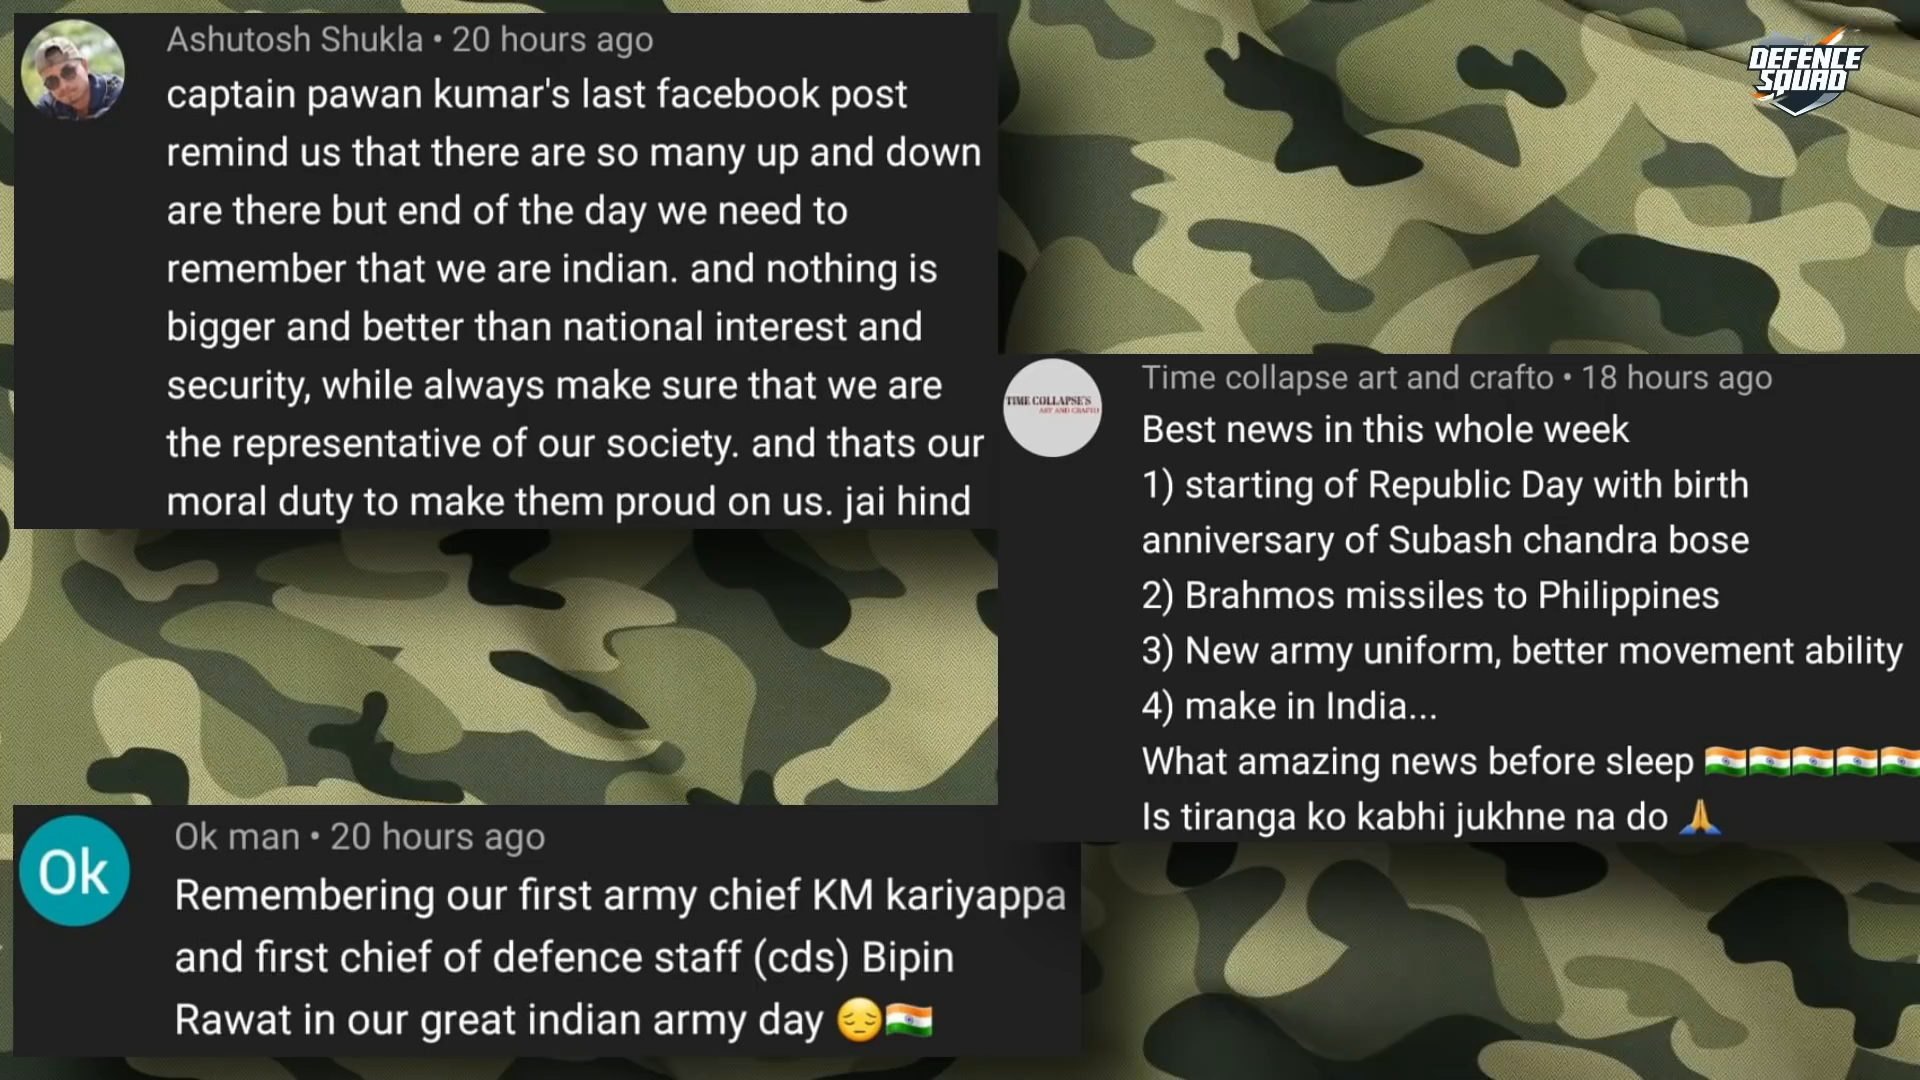 Ashutosh Shukla • 20 hours ago
captain pawan kumar's last facebook post
remind us that there are so many up and down
are there but end of the day we need to
remember that we are indian. and nothing is
bigger and better than national interest and
security, while always make sure that we are
the representative of our society. and thats our
moral duty to make them proud on us. jai hind
DEFENCE
SQUAD
TIME COLLAPSE'S
ART AND CRAFTO
Time collapse art and crafto • 18 hours ago
Best news in this whole week
1) starting of Republic Day with birth
anniversary of Subash chandra bose
2) Brahmos missiles to Philippines
3) New army uniform, better movement ability
4) make in India...
What amazing news before sleep 🇮🇳🇮🇳🇮🇳🇮🇳🇮🇳
Is tiranga ko kabhi jukhne na do 🙏
Ok
Ok man • 20 hours ago
Remembering our first army chief KM kariyappa
and first chief of defence staff (cds) Bipin
Rawat in our great indian army day 😔🇮🇳